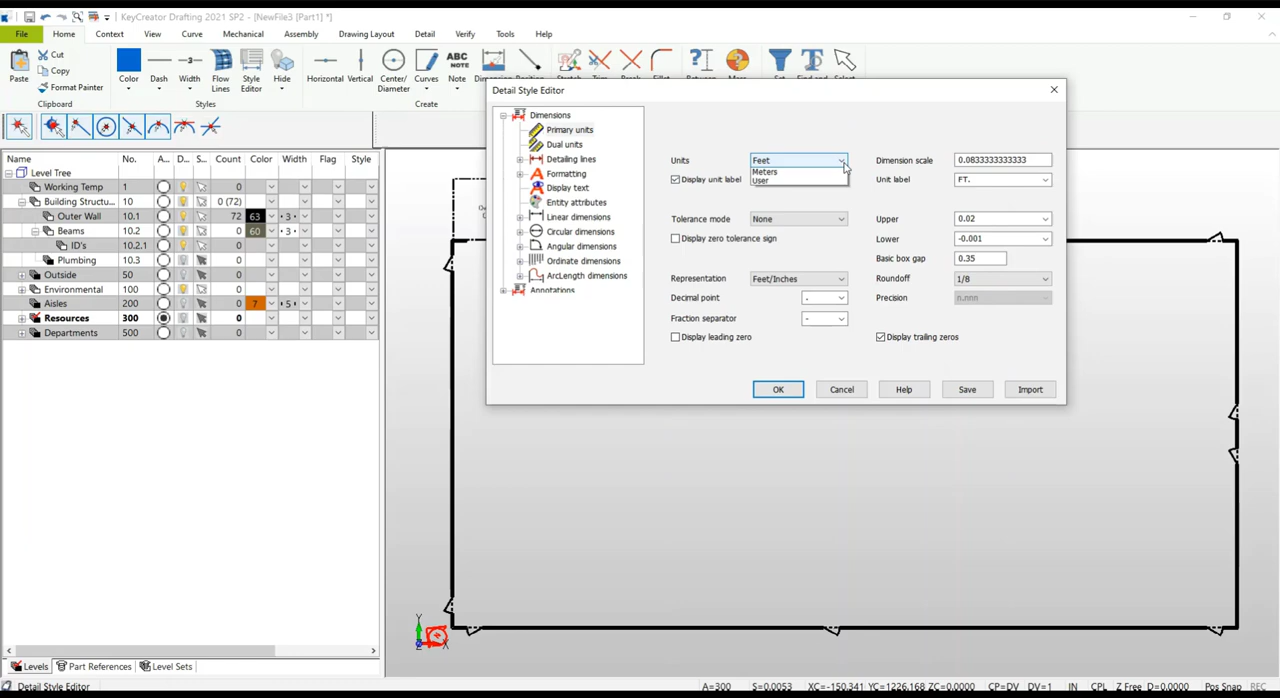 KeyCreator Drafting 2021 SP2 - [NewFile3 [Part1] *]
File Home Context View Curve Mechanical Assembly Drawing Layout Detail Verify Tools Help
Paste Cut Copy Format Painter
Clipboard
Color Dash Width Flow Lines Style Editor Hide
Styles
Horizontal Vertical Center/ Diameter Curves ABC NOTE Note
Create
Detail Style Editor
Dimensions
Primary units
Dual units
Detailing lines
Formatting
Display text
Entity attributes
Linear dimensions
Circular dimensions
Angular dimensions
Ordinate dimensions
ArcLength dimensions
Annotations
Units Feet Dimension scale 0.0833333333333
Meters
User
Display unit label Unit label FT.
Tolerance mode None Upper 0.02
Display zero tolerance sign Lower -0.001
Basic box gap 0.35
Representation Feet/Inches Roundoff 1/8
Decimal point . Precision n.nnn
Fraction separator -
Display leading zero Display trailing zeros
OK Cancel Help Save Import
Name No. A... D... S... Count Color Width Flag Style
Level Tree
Working Temp 1 0
Building Structu... 10 0 (72)
Outer Wall 10.1 72 63 3
Beams 10.2 0 60 3
ID's 10.2.1 0
Plumbing 10.3 0
Outside 50 0
Environmental 100 0
Aisles 200 0 7 5
Resources 300 0
Departments 500 0
Y
X
Levels Part References Level Sets
Detail Style Editor A=300 S=0.0053 XC=-150.341 YC=1226.168 ZC=0.0000 CP=DV DV=1 IN CPL Z Free D=0.0000 Pos Snap REC